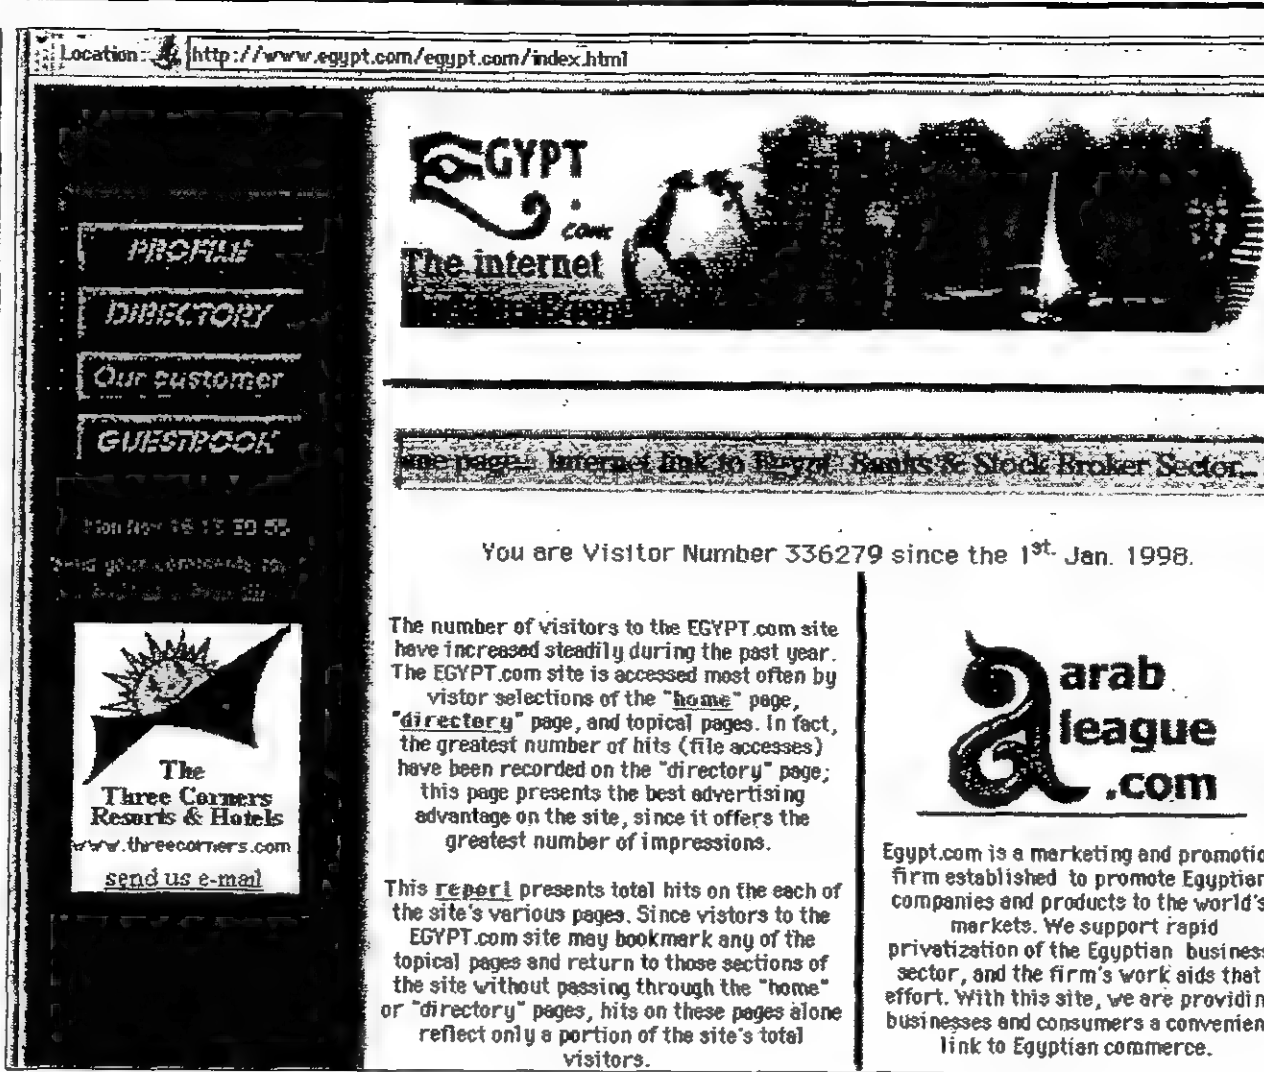 Location: http://www.egypt.com/egypt.com/index.html
EGYPT
.com
The internet
PROFILE
DIRECTORY
Our customer
GUESTBOOK
Mon Nov 16 13
send your comments to
The
Three Corners
Resorts & Hotels
www.threecorners.com
send us e-mail
me page... Internet link to Egypt Banks & Stock Broker Sector...
You are Visitor Number 336279 since the 1st. Jan. 1998.
The number of visitors to the EGYPT.com site
have increased steadily during the past year.
The EGYPT.com site is accessed most often by
vistor selections of the "home" page,
"directory" page, and topical pages. In fact,
the greatest number of hits (file accesses)
have been recorded on the "directory" page;
this page presents the best advertising
advantage on the site, since it offers the
greatest number of impressions.
This report presents total hits on the each of
the site's various pages. Since vistors to the
EGYPT.com site may bookmark any of the
topical pages and return to those sections of
the site without passing through the "home"
or "directory" pages, hits on these pages alone
reflect only a portion of the site's total
visitors.
arab
league
.com
Egypt.com is a marketing and promotio
firm established to promote Egyptian
companies and products to the world's
markets. We support rapid
privatization of the Egyptian business
sector, and the firm's work aids that
effort. With this site, we are providin
businesses and consumers a convenien
link to Egyptian commerce.